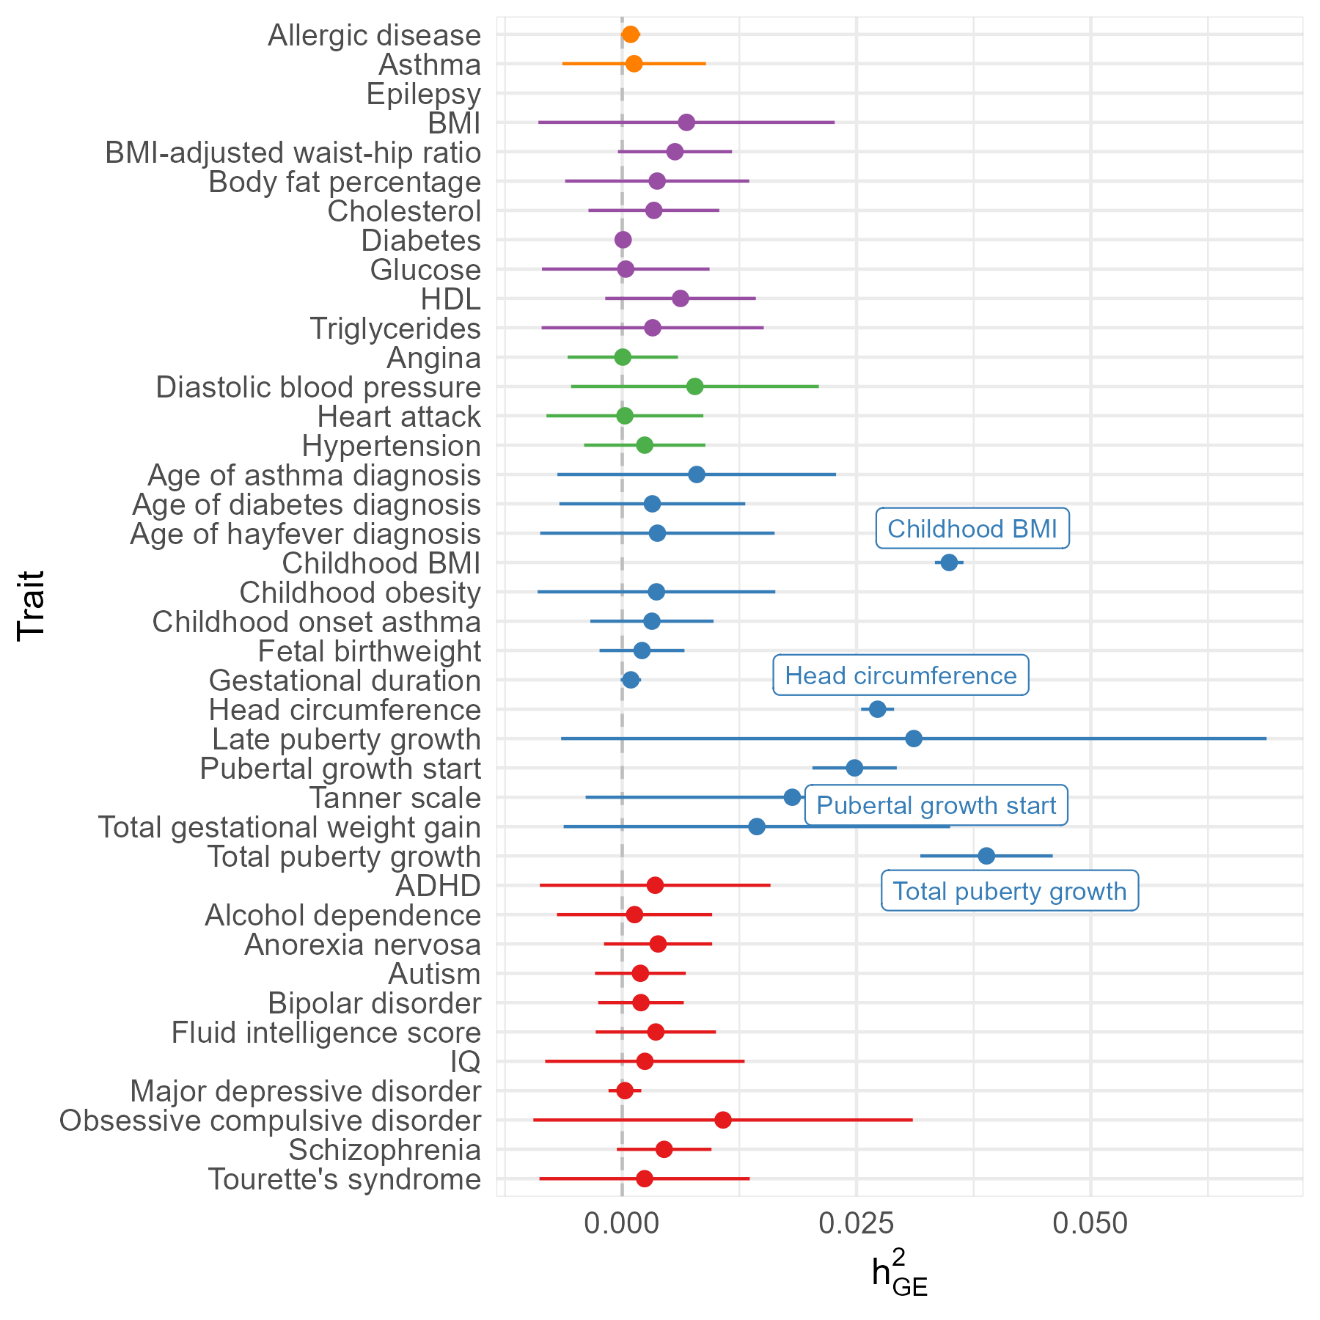 Allergic disease
Asthma
Epilepsy
BMI
BMI-adjusted waist-hip ratio
Body fat percentage
Cholesterol
Diabetes
Glucose
HDL
Triglycerides
Angina
Diastolic blood pressure
Heart attack
Hypertension
Age of asthma diagnosis
Age of diabetes diagnosis
Age of hayfever diagnosis
Childhood BMI
Childhood BMI
Childhood obesity
Childhood onset asthma
Fetal birthweight
Gestational duration
Head circumference
Head circumference
Late puberty growth
Pubertal growth start
Tanner scale
Pubertal growth start
Total gestational weight gain
Total puberty growth
ADHD
Total puberty growth
Alcohol dependence
Anorexia nervosa
Autism
Bipolar disorder
Fluid intelligence score
IQ
Major depressive disorder
Obsessive compulsive disorder
Schizophrenia
Tourette's syndrome
Trait
0.000 0.025 0.050
h²GE